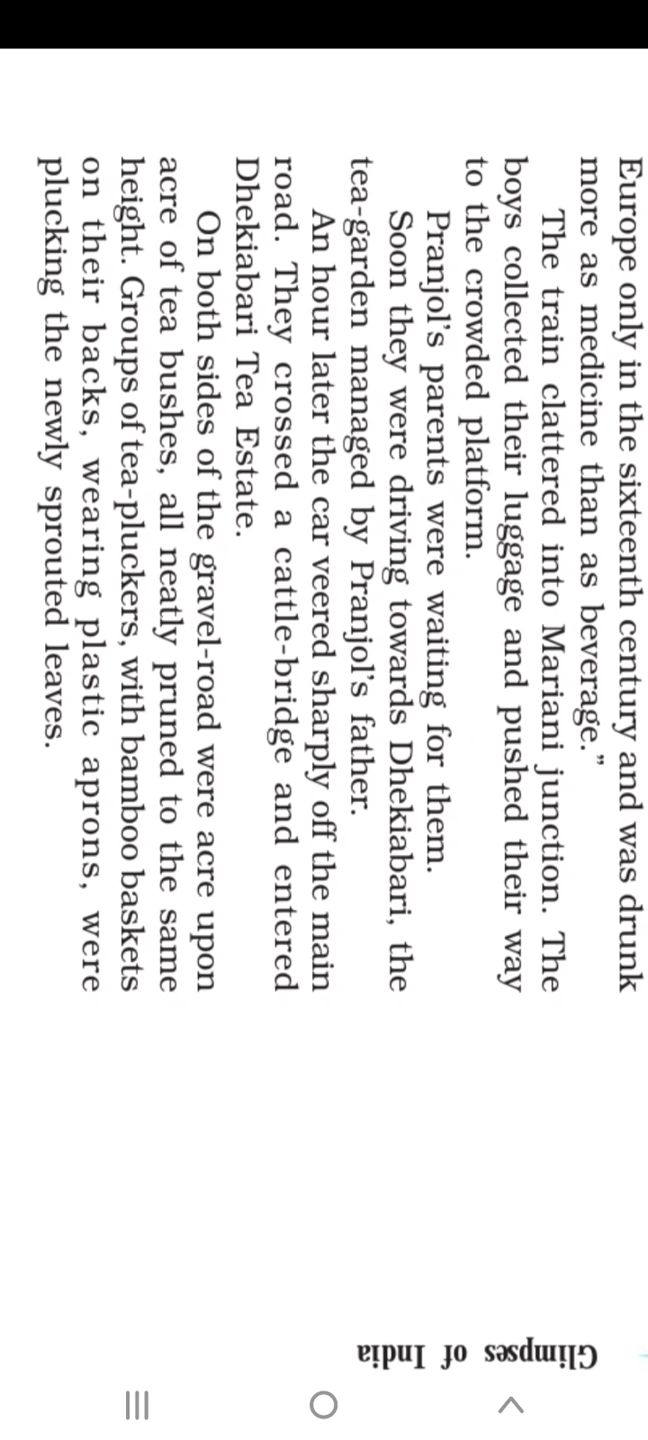 Europe only in the sixteenth century and was drunk
more as medicine than as beverage.”
The train clattered into Mariani junction. The
boys collected their luggage and pushed their way
to the crowded platform.
Pranjol’s parents were waiting for them.
Soon they were driving towards Dhekiabari, the
tea-garden managed by Pranjol’s father.
An hour later the car veered sharply off the main
road. They crossed a cattle-bridge and entered
Dhekiabari Tea Estate.
On both sides of the gravel-road were acre upon
acre of tea bushes, all neatly pruned to the same
height. Groups of tea-pluckers, with bamboo baskets
on their backs, wearing plastic aprons, were
plucking the newly sprouted leaves.
Glimpses of India